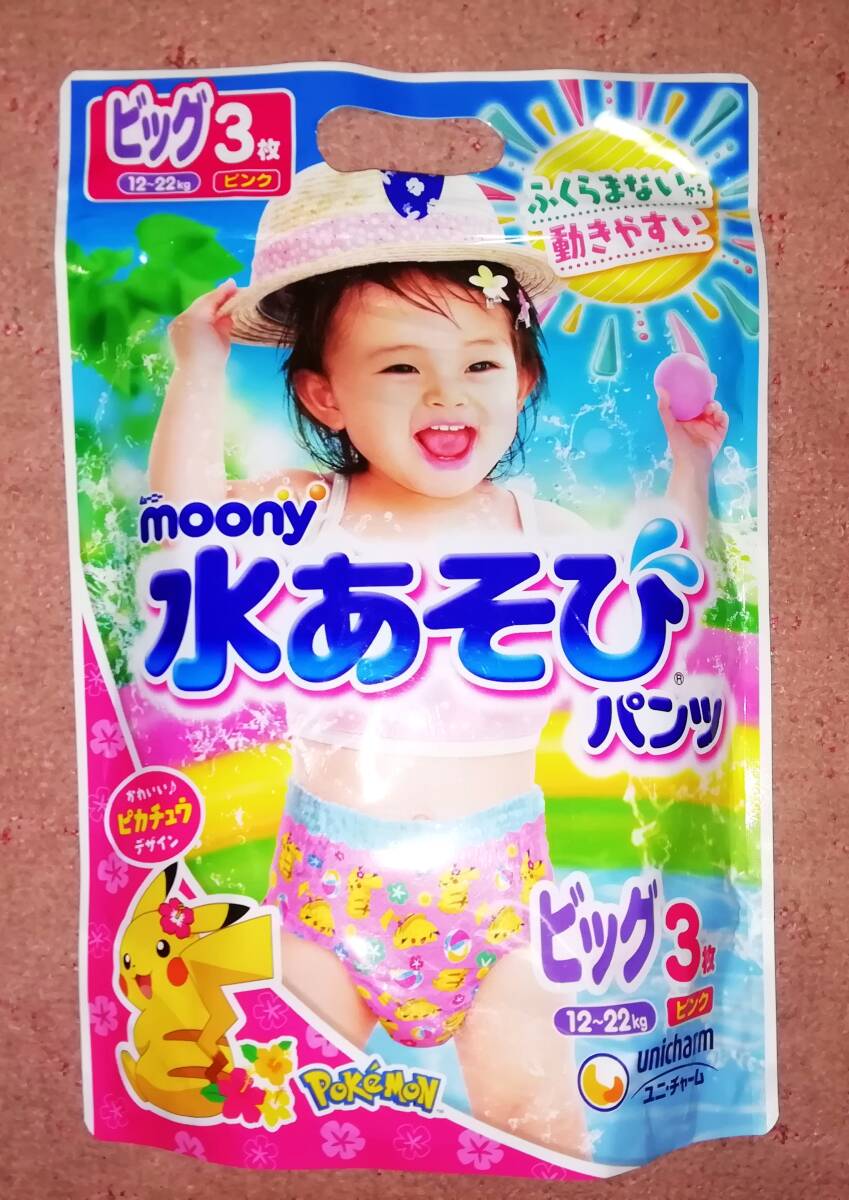 ビッグ 3枚
12~22kg ピンク
ふくらまないから
動きやすい
ムーニー
moony
水あそび®
パンツ
かわいい♪
ピカチュウ
デザイン
ビッグ 3枚
12~22kg ピンク
unicharm
ユニ・チャーム
POKÉMON™